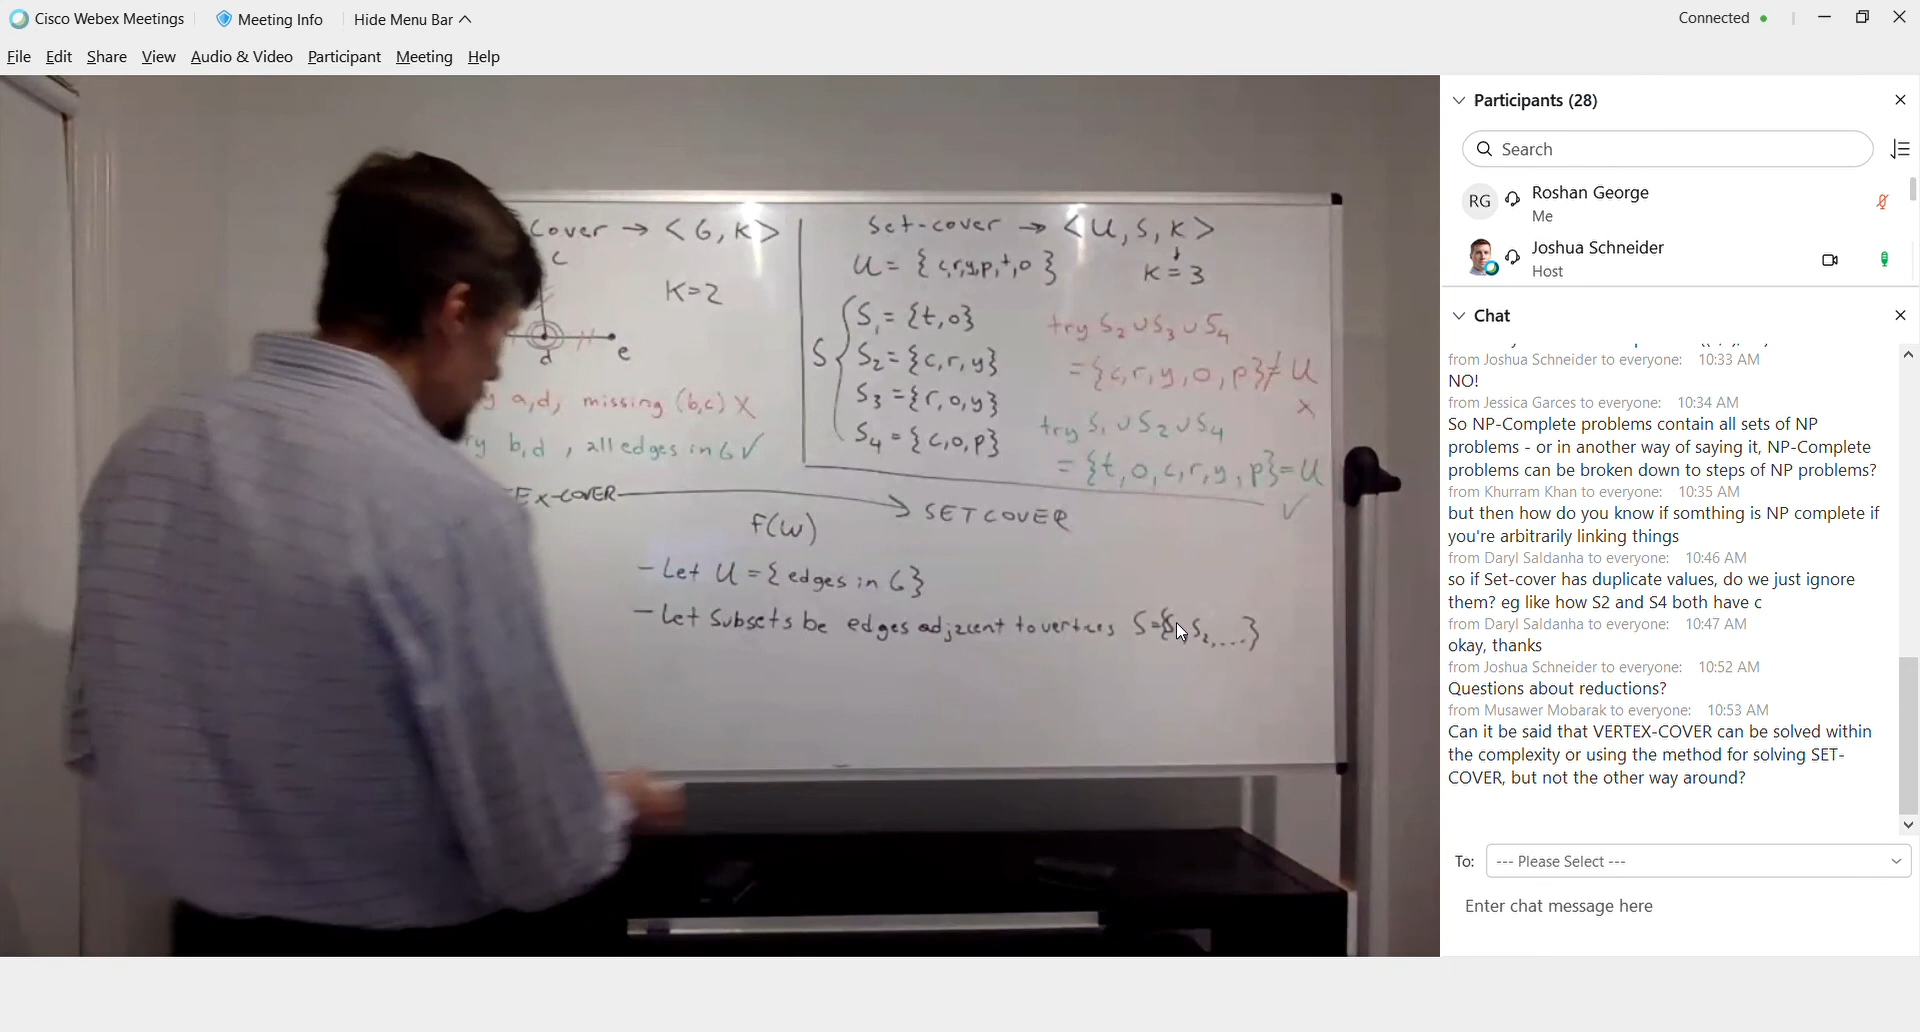 Cisco Webex Meetings
Meeting Info
Hide Menu Bar
Connected
File Edit Share View Audio & Video Participant Meeting Help
Cover → < G, K >
C
K=2
d
e
a,d, missing (b,c) X
b,d , all edges in G ✓
Set-cover → < U, S, K >
U = { c,r,y,p,t,o }
K = 3
S
S1 = {t,o}
S2 = {c,r,y}
S3 = {r,o,y}
S4 = {c,o,p}
try S2 ∪ S3 ∪ S4
= {c,r,y,o,p} ≠ U
X
try S1 ∪ S2 ∪ S4
= {t,o,c,r,y,p} = U
✓
EX-COVER → SET COVER
F(w)
- Let U = { edges in G }
- Let Subsets be edges adjacent to vertices S={S, S2, ....}
Participants (28)
Search
RG
Roshan George
Me
Joshua Schneider
Host
Chat
from Joshua Schneider to everyone: 10:33 AM
NO!
from Jessica Garces to everyone: 10:34 AM
So NP-Complete problems contain all sets of NP
problems - or in another way of saying it, NP-Complete
problems can be broken down to steps of NP problems?
from Khurram Khan to everyone: 10:35 AM
but then how do you know if somthing is NP complete if
you're arbitrarily linking things
from Daryl Saldanha to everyone: 10:46 AM
so if Set-cover has duplicate values, do we just ignore
them? eg like how S2 and S4 both have c
from Daryl Saldanha to everyone: 10:47 AM
okay, thanks
from Joshua Schneider to everyone: 10:52 AM
Questions about reductions?
from Musawer Mobarak to everyone: 10:53 AM
Can it be said that VERTEX-COVER can be solved within
the complexity or using the method for solving SET-
COVER, but not the other way around?
To: --- Please Select ---
Enter chat message here